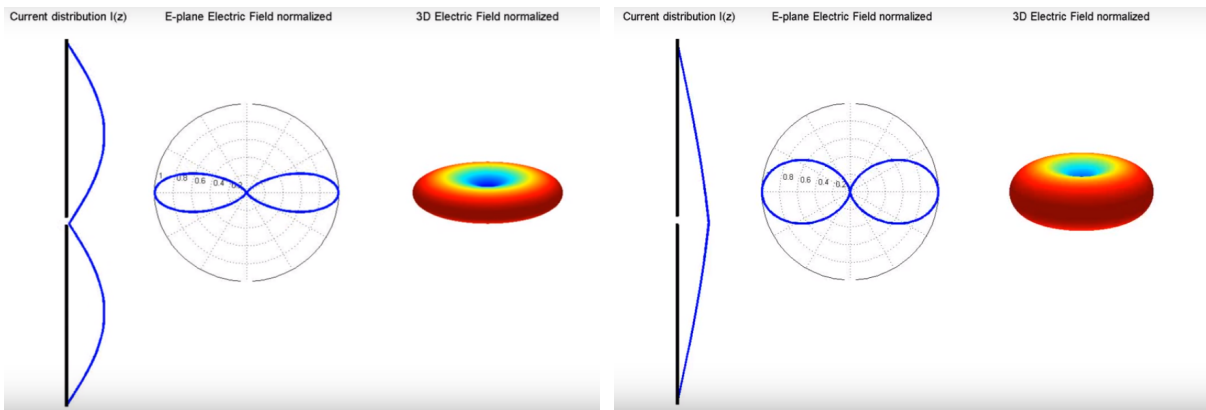 Current distribution I(z)
E-plane Electric Field normalized
3D Electric Field normalized
1
0.8
0.6
0.4
0.2
Current distribution I(z)
E-plane Electric Field normalized
3D Electric Field normalized
0.8
0.6
0.4
0.2